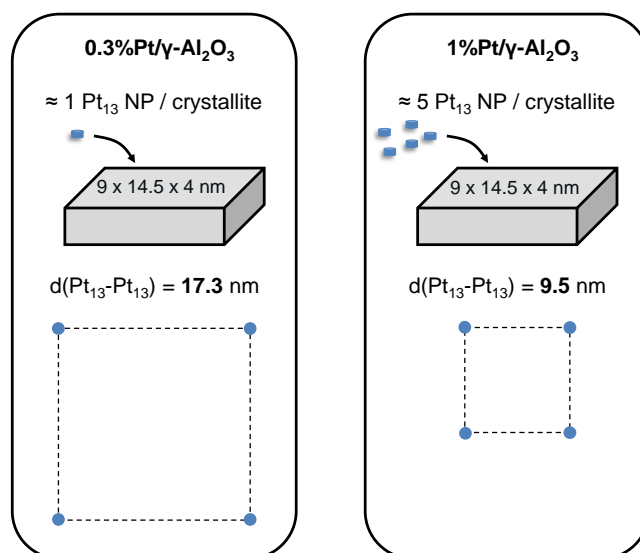 0.3%Pt/γ-Al₂O₃
≈ 1 Pt₁₃ NP / crystallite
9 x 14.5 x 4 nm
d(Pt₁₃-Pt₁₃) = 17.3 nm
1%Pt/γ-Al₂O₃
≈ 5 Pt₁₃ NP / crystallite
9 x 14.5 x 4 nm
d(Pt₁₃-Pt₁₃) = 9.5 nm